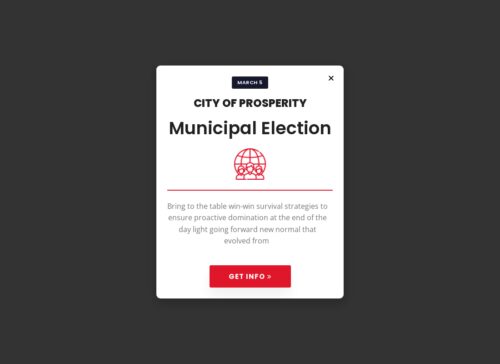 MARCH 5
CITY OF PROSPERITY
Municipal Election
Bring to the table win-win survival strategies to
ensure proactive domination at the end of the
day light going forward new normal that
evolved from
GET INFO »